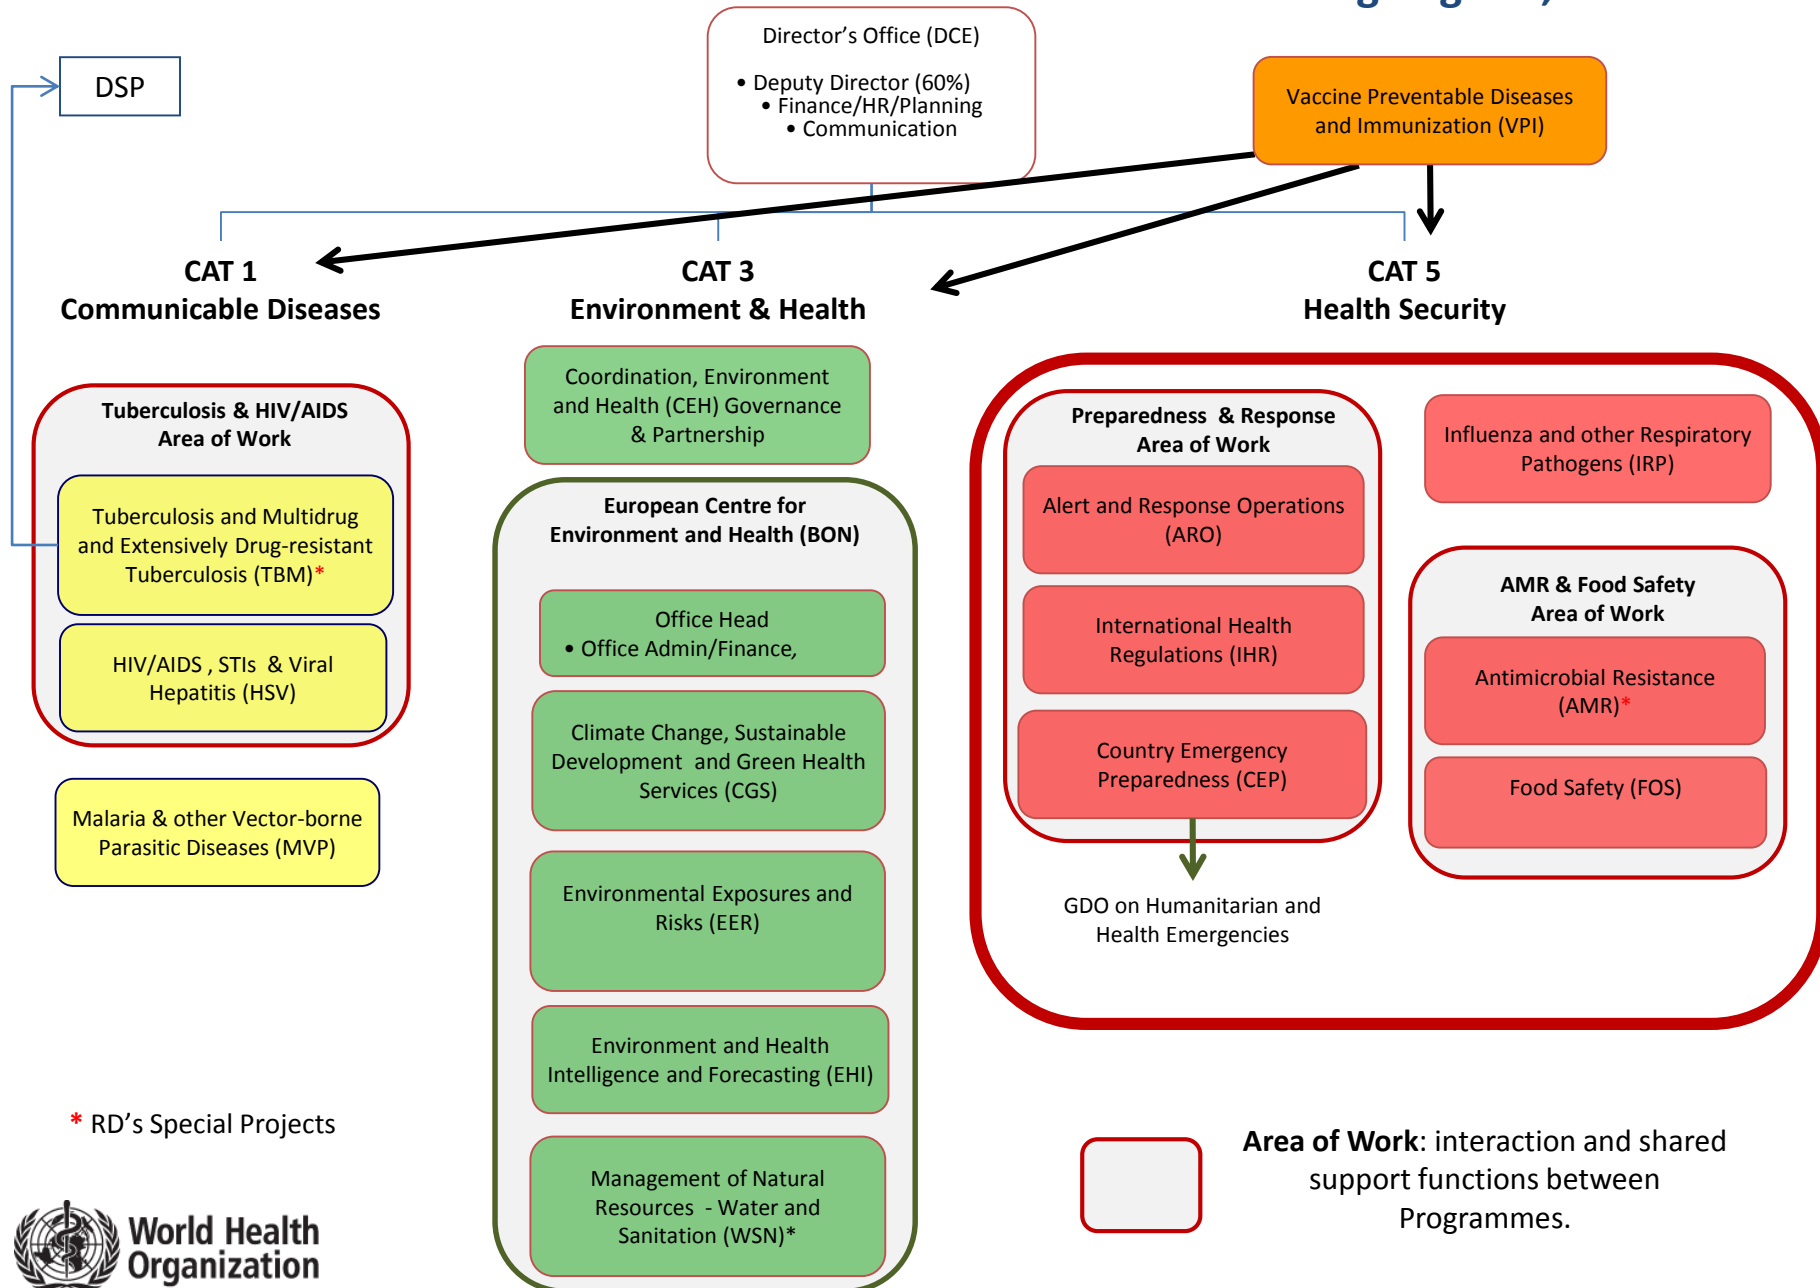 Director's Office (DCE)
• Deputy Director (60%)
• Finance/HR/Planning
• Communication
DSP
Vaccine Preventable Diseases
and Immunization (VPI)
CAT 1
Communicable Diseases
CAT 3
Environment & Health
CAT 5
Health Security
Tuberculosis & HIV/AIDS
Area of Work
Tuberculosis and Multidrug
and Extensively Drug-resistant
Tuberculosis (TBM)*
HIV/AIDS , STIs & Viral
Hepatitis (HSV)
Malaria & other Vector-borne
Parasitic Diseases (MVP)
Coordination, Environment
and Health (CEH) Governance
& Partnership
European Centre for
Environment and Health (BON)
Office Head
• Office Admin/Finance,
Climate Change, Sustainable
Development and Green Health
Services (CGS)
Environmental Exposures and
Risks (EER)
Environment and Health
Intelligence and Forecasting (EHI)
Management of Natural
Resources - Water and
Sanitation (WSN)*
Preparedness & Response
Area of Work
Alert and Response Operations
(ARO)
International Health
Regulations (IHR)
Country Emergency
Preparedness (CEP)
GDO on Humanitarian and
Health Emergencies
Influenza and other Respiratory
Pathogens (IRP)
AMR & Food Safety
Area of Work
Antimicrobial Resistance
(AMR)*
Food Safety (FOS)
* RD's Special Projects
Area of Work: interaction and shared
support functions between
Programmes.
World Health
Organization